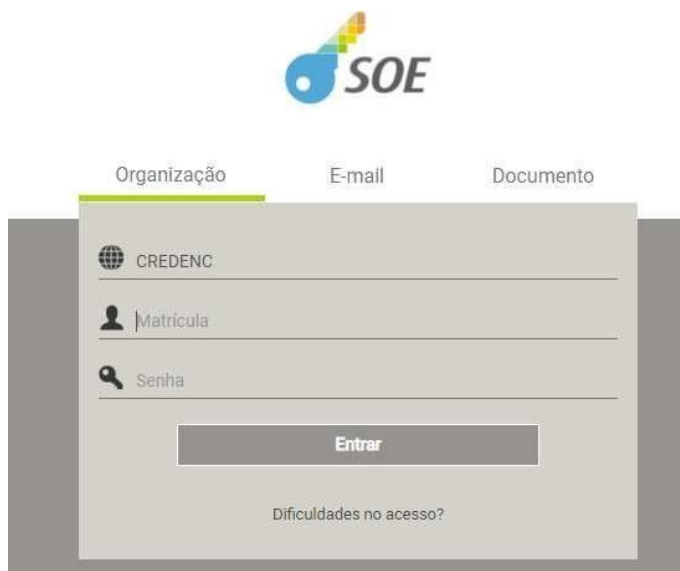 SOE
Organização E-mail Documento
CREDENC
Matrícula
Senha
Entrar
Dificuldades no acesso?